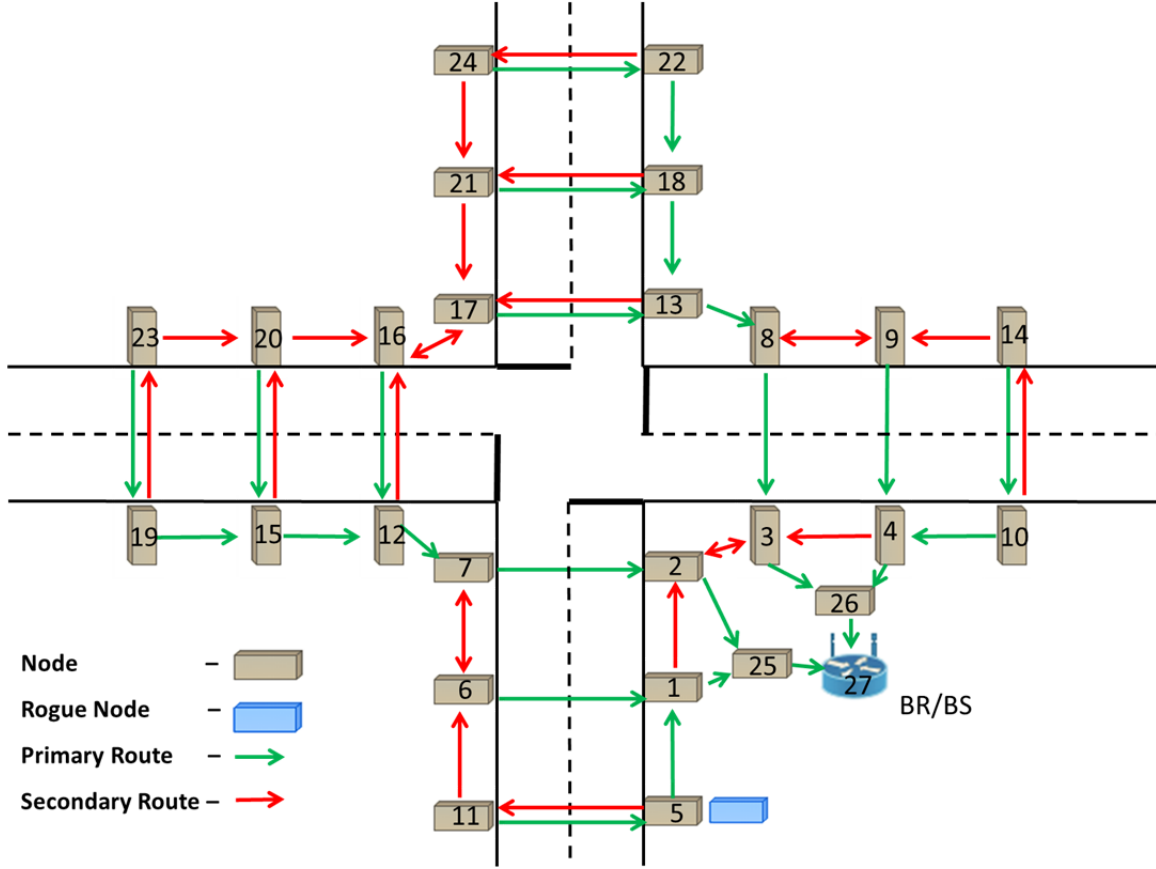 24 22
21 18
17 13
23 20 16 8 9 14
19 15 12 3 4 10
7 2
26
25
6 1 27
BR/BS
11 5
Node –
Rogue Node –
Primary Route –
Secondary Route –